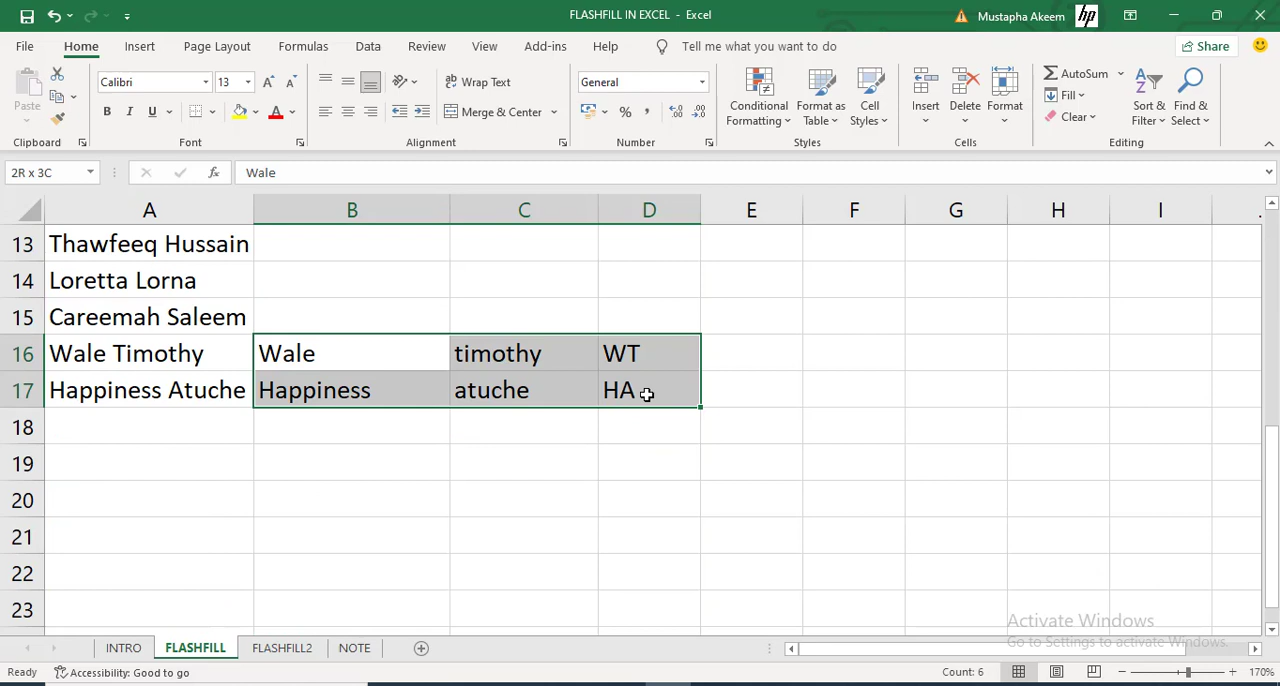 FLASHFILL IN EXCEL - Excel
Mustapha Akeem
hp
File Home Insert Page Layout Formulas Data Review View Add-ins Help Tell me what you want to do Share
Paste
Calibri 13
B I U
Wrap Text
Merge & Center
General
%
Conditional Formatting
Format as Table
Cell Styles
Insert Delete Format
AutoSum
Fill
Clear
Sort & Filter
Find & Select
Clipboard Font Alignment Number Styles Cells Editing
2R x 3C fx Wale
A B C D E F G H I
13 Thawfeeq Hussain
14 Loretta Lorna
15 Careemah Saleem
16 Wale Timothy Wale timothy WT
17 Happiness Atuche Happiness atuche HA
18
19
20
21
22
23
Activate Windows
Go to Settings to activate Windows.
INTRO FLASHFILL FLASHFILL2 NOTE
Ready Accessibility: Good to go Count: 6 170%